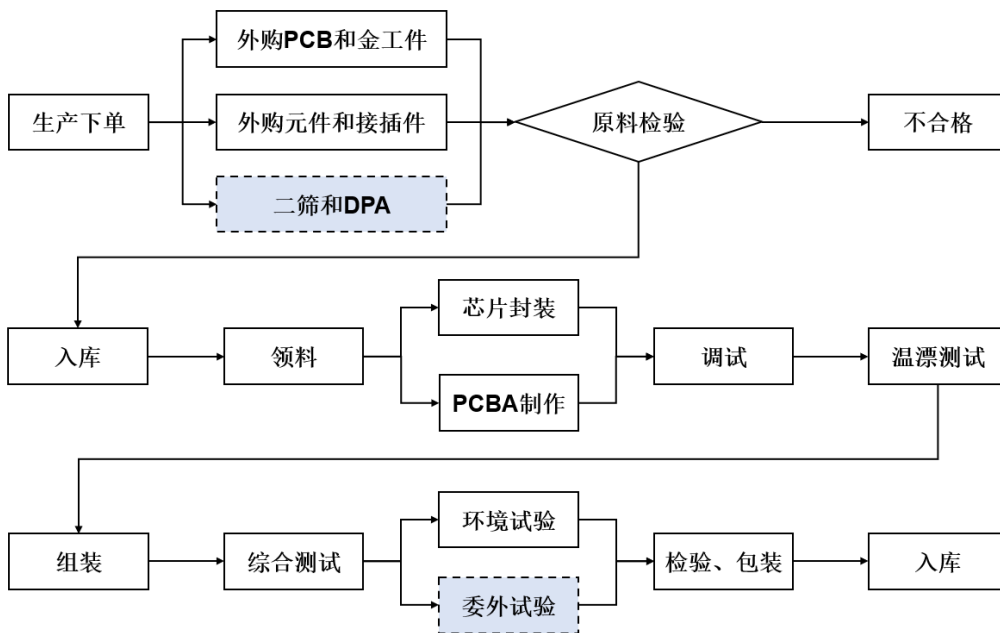 生产下单
外购PCB和金工件
外购元件和接插件
二筛和DPA
原料检验
不合格
入库
领料
芯片封装
PCBA制作
调试
温漂测试
组装
综合测试
环境试验
委外试验
检验、包装
入库